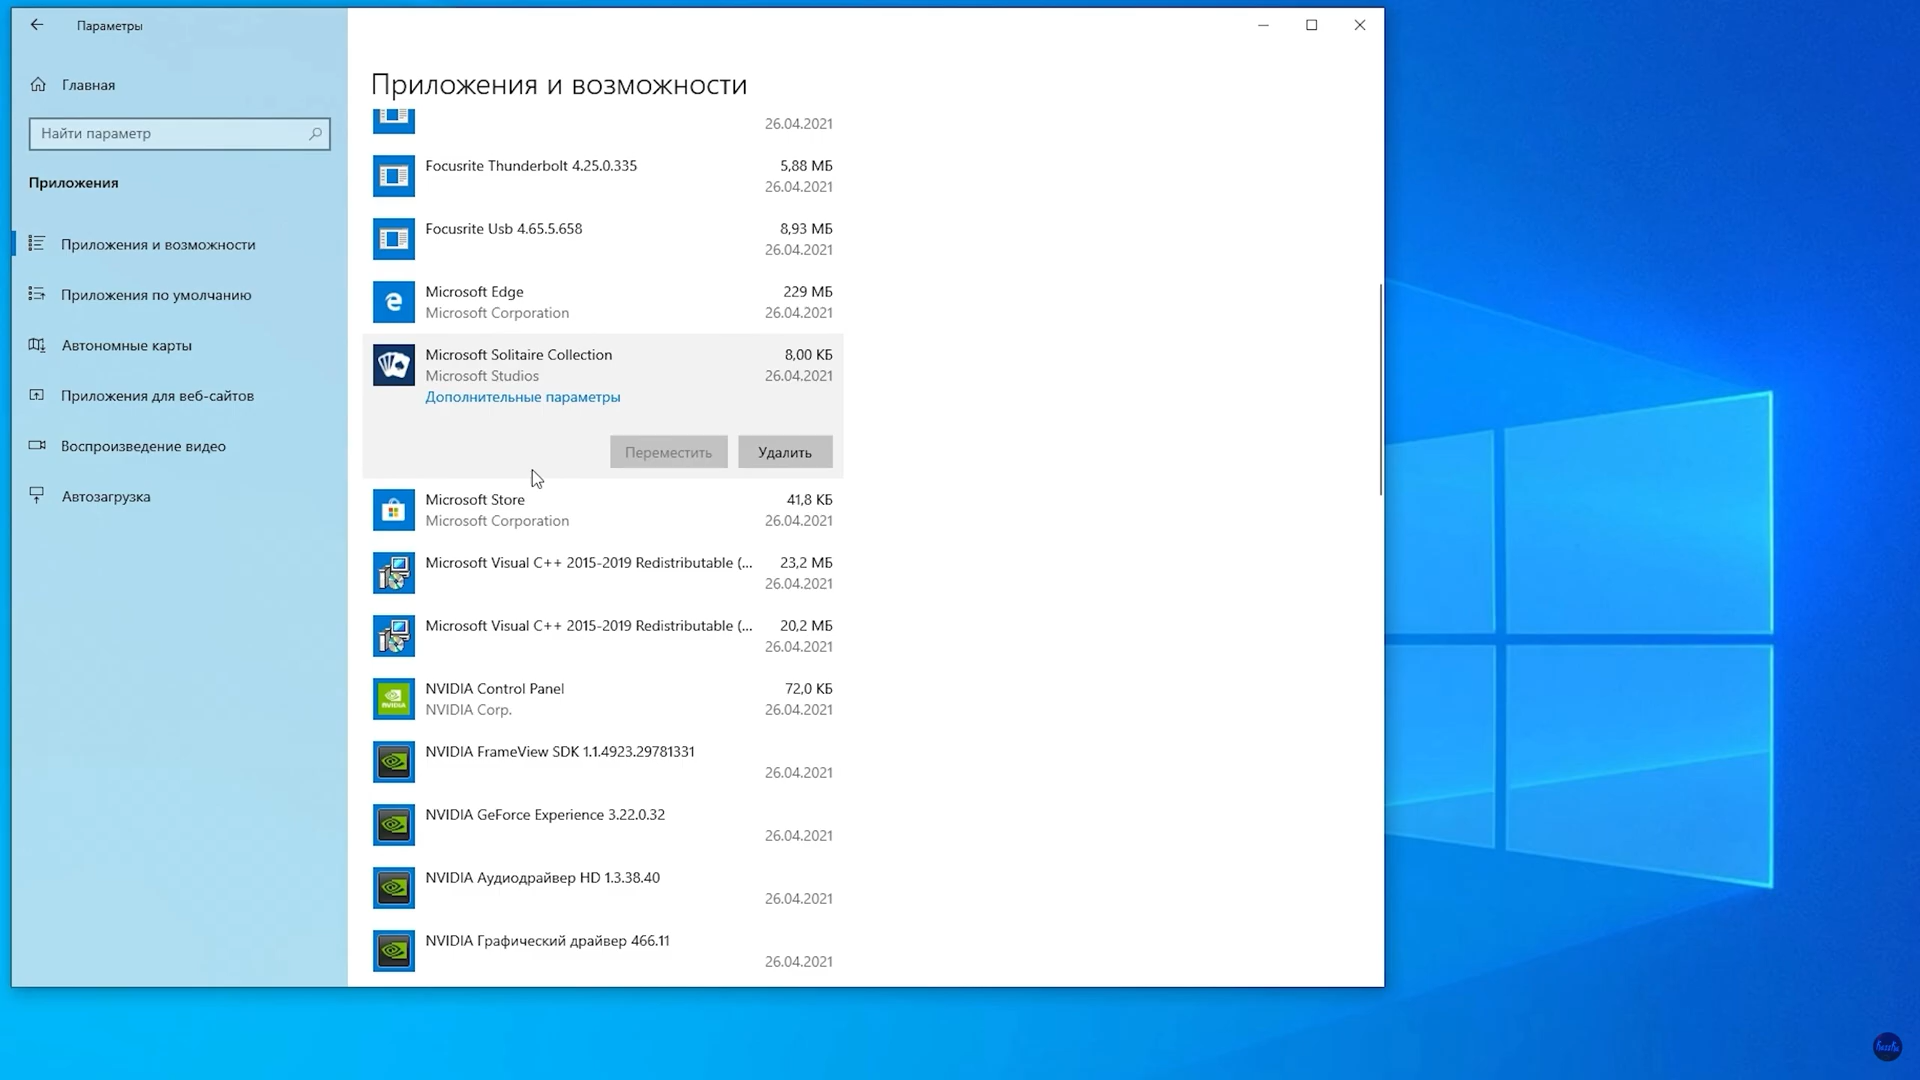 Параметры
Главная
Найти параметр
Приложения
Приложения и возможности
Приложения по умолчанию
Автономные карты
Приложения для веб-сайтов
Воспроизведение видео
Автозагрузка
Приложения и возможности
26.04.2021
Focusrite Thunderbolt 4.25.0.335 5,88 МБ
26.04.2021
Focusrite Usb 4.65.5.658 8,93 МБ
26.04.2021
Microsoft Edge 229 МБ
Microsoft Corporation 26.04.2021
Microsoft Solitaire Collection 8,00 КБ
Microsoft Studios 26.04.2021
Дополнительные параметры
Переместить Удалить
Microsoft Store 41,8 КБ
Microsoft Corporation 26.04.2021
Microsoft Visual C++ 2015-2019 Redistributable (... 23,2 МБ
26.04.2021
Microsoft Visual C++ 2015-2019 Redistributable (... 20,2 МБ
26.04.2021
NVIDIA Control Panel 72,0 КБ
NVIDIA Corp. 26.04.2021
NVIDIA FrameView SDK 1.1.4923.29781331
26.04.2021
NVIDIA GeForce Experience 3.22.0.32
26.04.2021
NVIDIA Аудиодрайвер HD 1.3.38.40
26.04.2021
NVIDIA Графический драйвер 466.11
26.04.2021